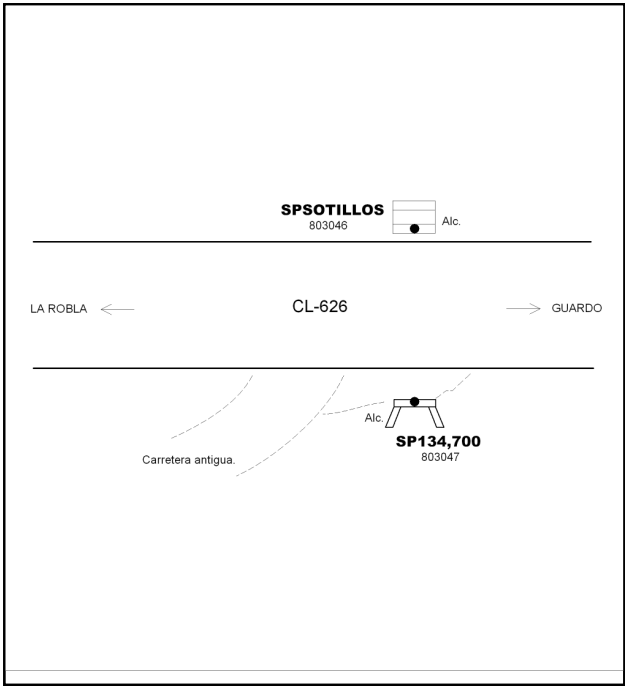 SPSOTILLOS
803046
Alc.
LA ROBLA
CL-626
GUARDO
Alc.
SP134,700
803047
Carretera antigua.